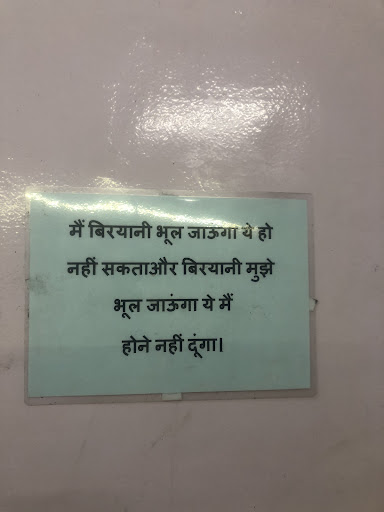 मैं बिरयानी भूल जाऊंगा ये हो
नहीं सकताऔर बिरयानी मुझे
भूल जाऊंगा ये मैं
होने नहीं दूंगा।